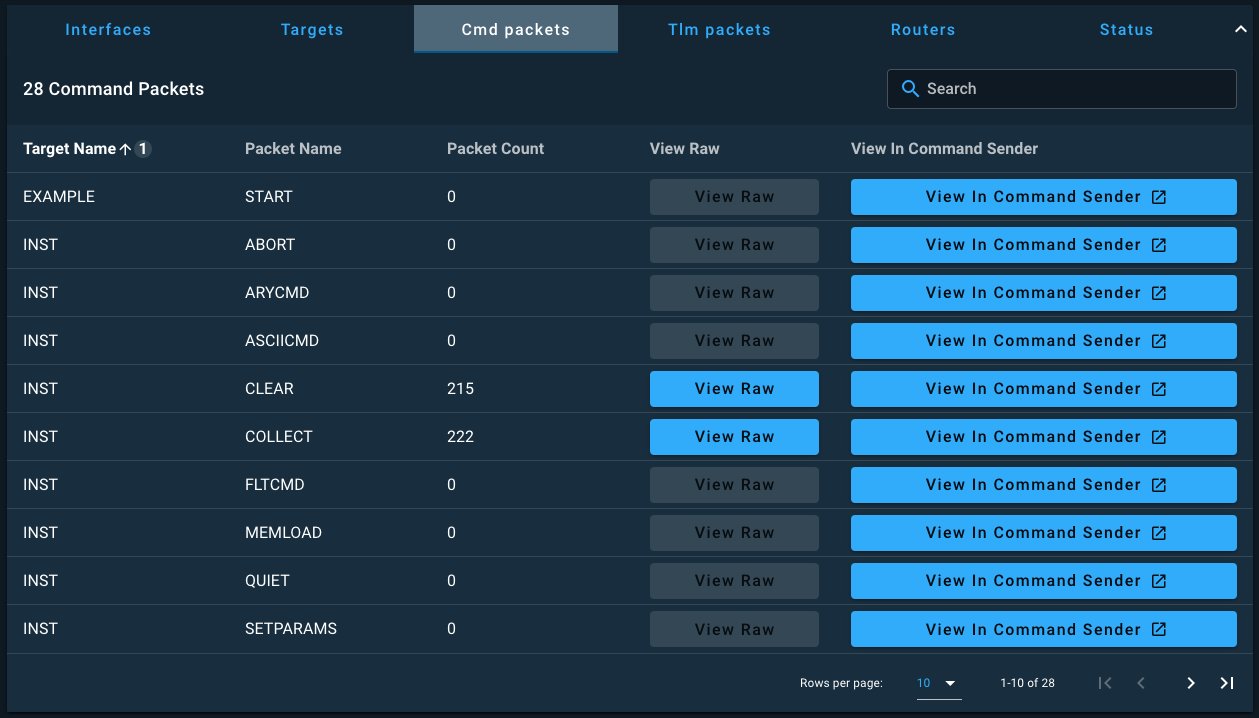 Interfaces Targets Cmd packets Tlm packets Routers Status
28 Command Packets Search
Target Name 1 Packet Name Packet Count View Raw View In Command Sender
EXAMPLE START 0 View Raw View In Command Sender
INST ABORT 0 View Raw View In Command Sender
INST ARYCMD 0 View Raw View In Command Sender
INST ASCIICMD 0 View Raw View In Command Sender
INST CLEAR 215 View Raw View In Command Sender
INST COLLECT 222 View Raw View In Command Sender
INST FLTCMD 0 View Raw View In Command Sender
INST MEMLOAD 0 View Raw View In Command Sender
INST QUIET 0 View Raw View In Command Sender
INST SETPARAMS 0 View Raw View In Command Sender
Rows per page: 10 1-10 of 28